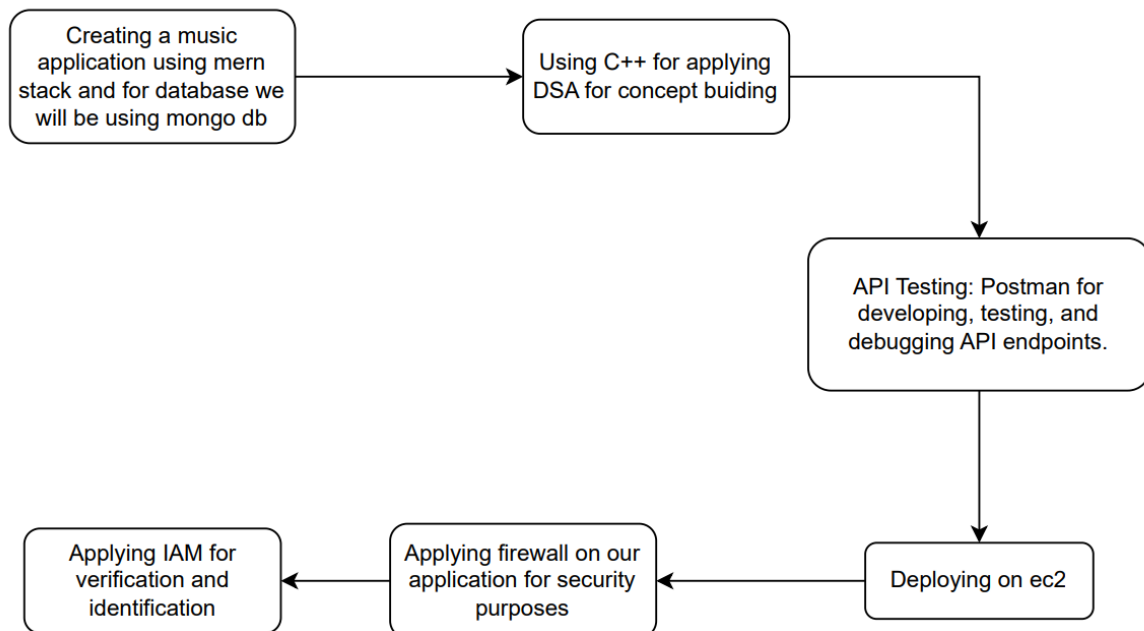 Creating a music
application using mern
stack and for database we
will be using mongo db
Using C++ for applying
DSA for concept buiding
API Testing: Postman for
developing, testing, and
debugging API endpoints.
Deploying on ec2
Applying firewall on our
application for security
purposes
Applying IAM for
verification and
identification